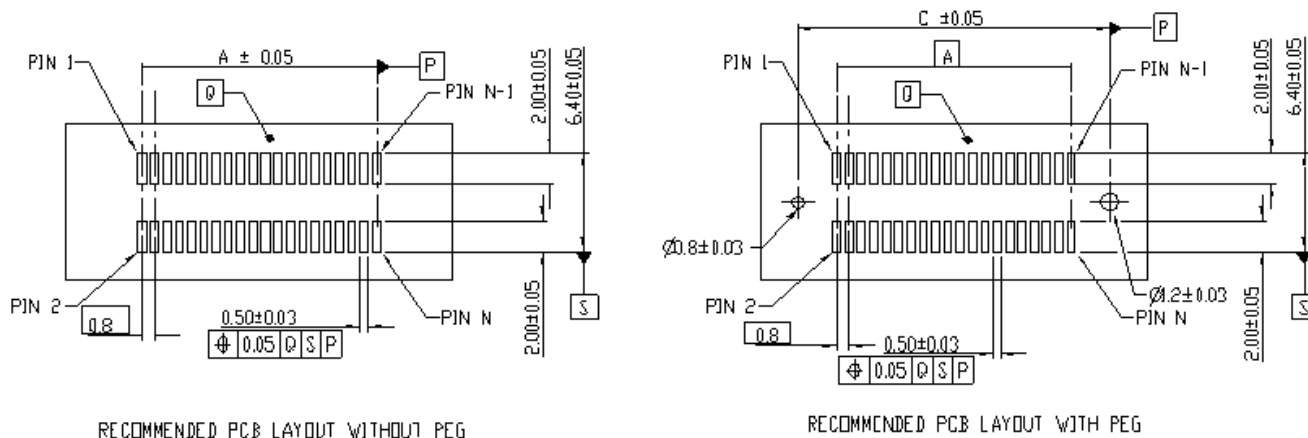 A ± 0.05
P
PIN 1
Q
PIN N-1
2.00±0.05
6.40±0.05
PIN 2
0.8
0.50±0.03
0.05 Q S P
PIN N
2.00±0.05
S
RECOMMENDED PCB LAYOUT WITHOUT PEG
C ±0.05
P
PIN 1
A
Q
PIN N-1
2.00±0.05
6.40±0.05
Ø0.8±0.03
Ø1.2±0.03
PIN 2
0.8
0.50±0.03
0.05 Q S P
PIN N
2.00±0.05
S
RECOMMENDED PCB LAYOUT WITH PEG